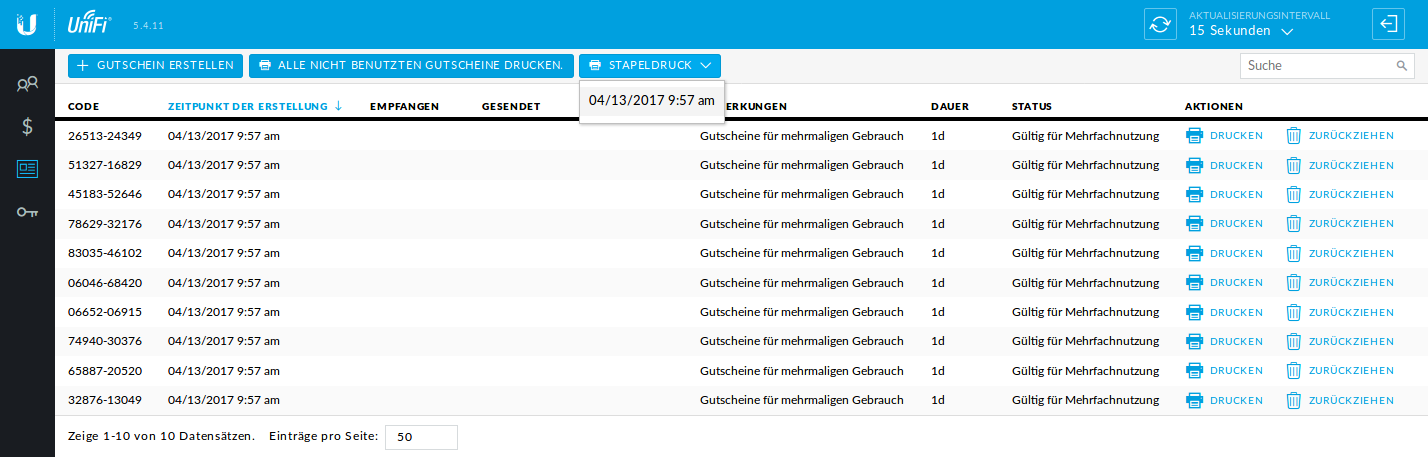 UniFi 5.4.11 AKTUALISIERUNGSINTERVALL
15 Sekunden
GUTSCHEIN ERSTELLEN ALLE NICHT BENUTZTEN GUTSCHEINE DRUCKEN. STAPELDRUCK Suche
04/13/2017 9:57 am
CODE ZEITPUNKT DER ERSTELLUNG EMPFANGEN GESENDET ERKUNGEN DAUER STATUS AKTIONEN
26513-24349 04/13/2017 9:57 am Gutscheine für mehrmaligen Gebrauch 1d Gültig für Mehrfachnutzung DRUCKEN ZURÜCKZIEHEN
51327-16829 04/13/2017 9:57 am Gutscheine für mehrmaligen Gebrauch 1d Gültig für Mehrfachnutzung DRUCKEN ZURÜCKZIEHEN
45183-52646 04/13/2017 9:57 am Gutscheine für mehrmaligen Gebrauch 1d Gültig für Mehrfachnutzung DRUCKEN ZURÜCKZIEHEN
78629-32176 04/13/2017 9:57 am Gutscheine für mehrmaligen Gebrauch 1d Gültig für Mehrfachnutzung DRUCKEN ZURÜCKZIEHEN
83035-46102 04/13/2017 9:57 am Gutscheine für mehrmaligen Gebrauch 1d Gültig für Mehrfachnutzung DRUCKEN ZURÜCKZIEHEN
06046-68420 04/13/2017 9:57 am Gutscheine für mehrmaligen Gebrauch 1d Gültig für Mehrfachnutzung DRUCKEN ZURÜCKZIEHEN
06652-06915 04/13/2017 9:57 am Gutscheine für mehrmaligen Gebrauch 1d Gültig für Mehrfachnutzung DRUCKEN ZURÜCKZIEHEN
74940-30376 04/13/2017 9:57 am Gutscheine für mehrmaligen Gebrauch 1d Gültig für Mehrfachnutzung DRUCKEN ZURÜCKZIEHEN
65887-20520 04/13/2017 9:57 am Gutscheine für mehrmaligen Gebrauch 1d Gültig für Mehrfachnutzung DRUCKEN ZURÜCKZIEHEN
32876-13049 04/13/2017 9:57 am Gutscheine für mehrmaligen Gebrauch 1d Gültig für Mehrfachnutzung DRUCKEN ZURÜCKZIEHEN
Zeige 1-10 von 10 Datensätzen. Einträge pro Seite: 50